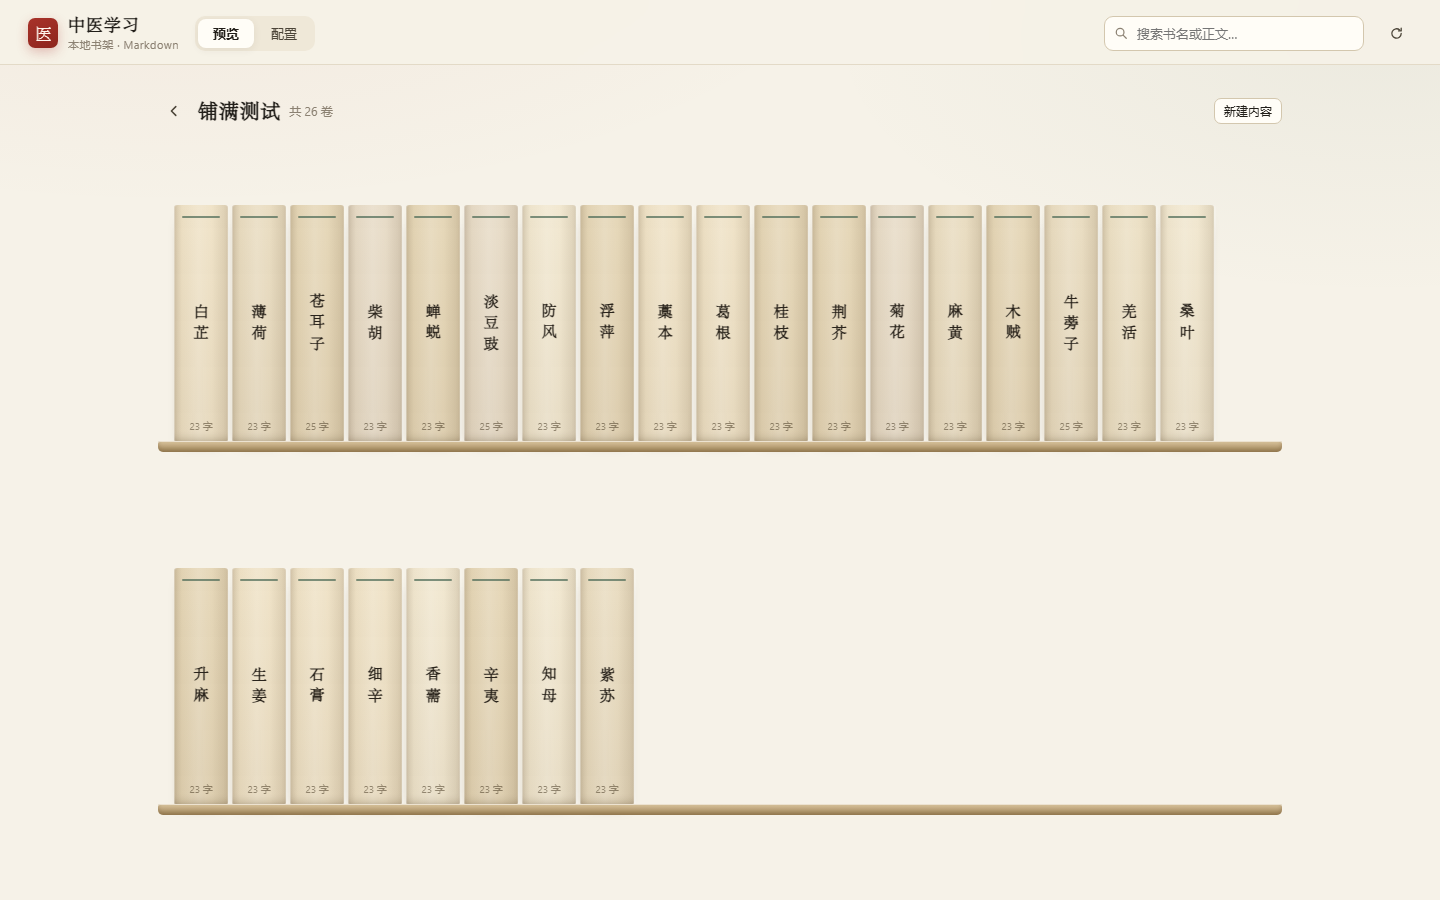 医
中医学习
本地书架 · Markdown
预览
配置
搜索书名或正文...
铺满测试
共 26 卷
新建内容
白芷
23 字
薄荷
23 字
苍耳子
25 字
柴胡
23 字
蝉蜕
23 字
淡豆豉
25 字
防风
23 字
浮萍
23 字
藁本
23 字
葛根
23 字
桂枝
23 字
荆芥
23 字
菊花
23 字
麻黄
23 字
木贼
23 字
牛蒡子
25 字
羌活
23 字
桑叶
23 字
升麻
23 字
生姜
23 字
石膏
23 字
细辛
23 字
香薷
23 字
辛夷
23 字
知母
23 字
紫苏
23 字